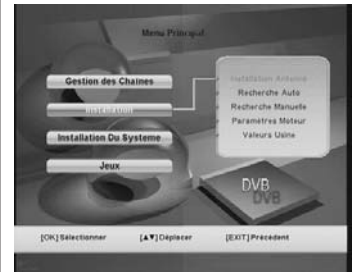 Menu Principal
Gestion des Chaines
Installation
Installation Du Systeme
Jeux
Installation Antenne
Recherche Auto
Recherche Manuelle
Parametres Moteur
Valeurs Usine
DVB
DVB
[OK] Sélectionner [▲▼] Déplacer [EXIT] Précédent